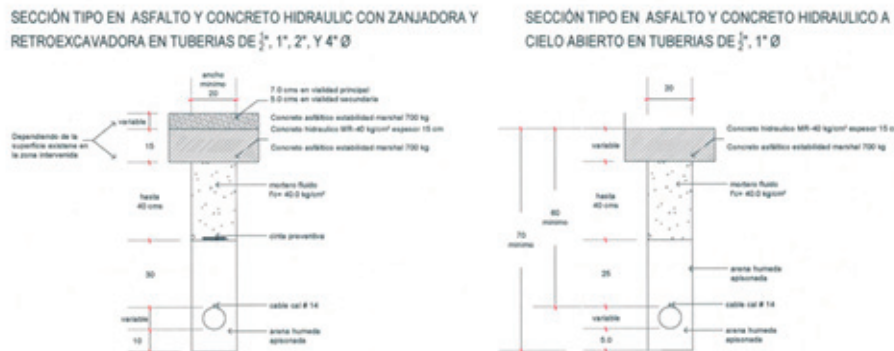 SECCIÓN TIPO EN ASFALTO Y CONCRETO HIDRAULIC CON ZANJADORA Y
RETROEXCAVADORA EN TUBERIAS DE ½", 1", 2", Y 4" Ø
ancho
minimo
20
7.0 cms en vialidad principal
5.0 cms en vialidad secundaria
variable
Concreto asfáltico estabilidad marshal 700 kg
Concreto hidraulico MR-40 kg/cm² espesor 15 cm
Dependiendo de la
superficie existene en
la zona intervenida
15
Concreto asfáltico estabilidad marshal 700 kg
hasta
40 cms
mortero fluido
Fc= 40.0 kg/cm²
cinta preventiva
30
cable cal # 14
variable
arena humeda
apisonada
10
SECCIÓN TIPO EN ASFALTO Y CONCRETO HIDRAULICO A
CIELO ABIERTO EN TUBERIAS DE ½", 1" Ø
20
Concreto hidraulico MR-40 kg/cm² espesor 15 cm
variable
Concreto asfáltico estabilidad marshal 700 kg
hasta
40 cms
mortero fluido
Fc= 40.0 kg/cm²
60
minimo
70
minimo
25
arena humeda
apisonada
cable cal # 14
variable
arena humeda
apisonada
5.0